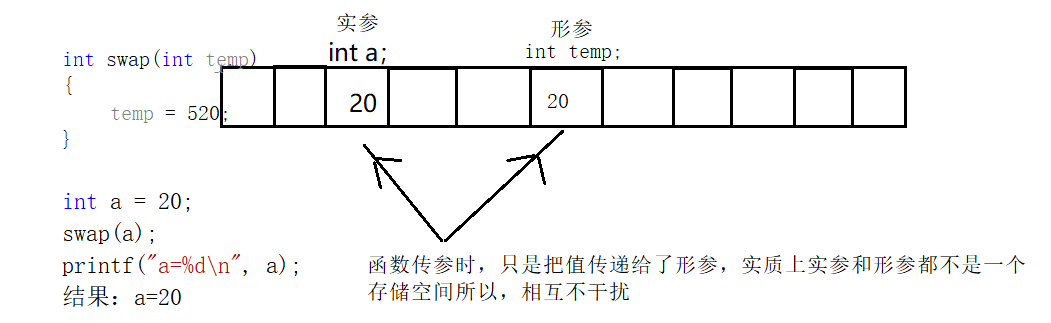 实参
形参
int a;
int temp;
int swap(int temp)
{
20
20
temp = 520;
}
int a = 20;
swap(a);
printf("a=%d\n", a);
结果：a=20
函数传参时，只是把值传递给了形参，实质上实参和形参都不是一个
存储空间所以，相互不干扰